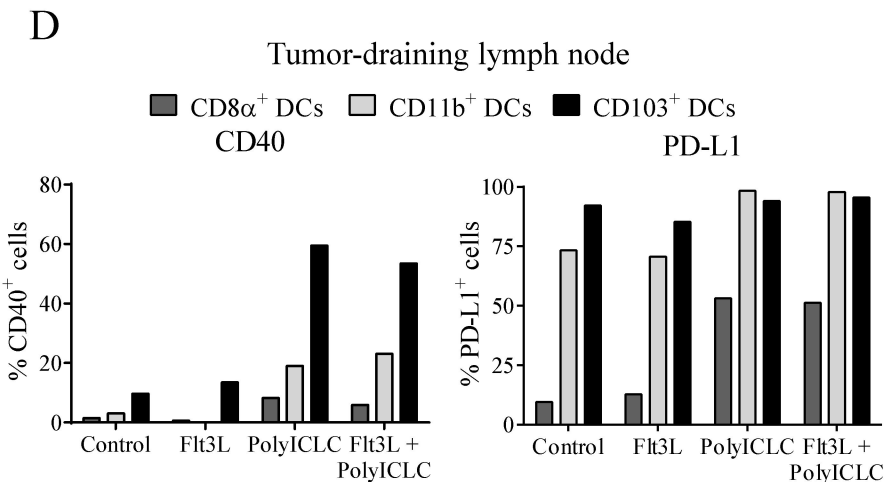 D
Tumor-draining lymph node
CD8α⁺ DCs CD11b⁺ DCs CD103⁺ DCs
CD40
% CD40⁺ cells
80
60
40
20
0
Control Flt3L PolyICLC Flt3L +
PolyICLC
PD-L1
% PD-L1⁺ cells
100
75
50
25
0
Control Flt3L PolyICLC Flt3L +
PolyICLC